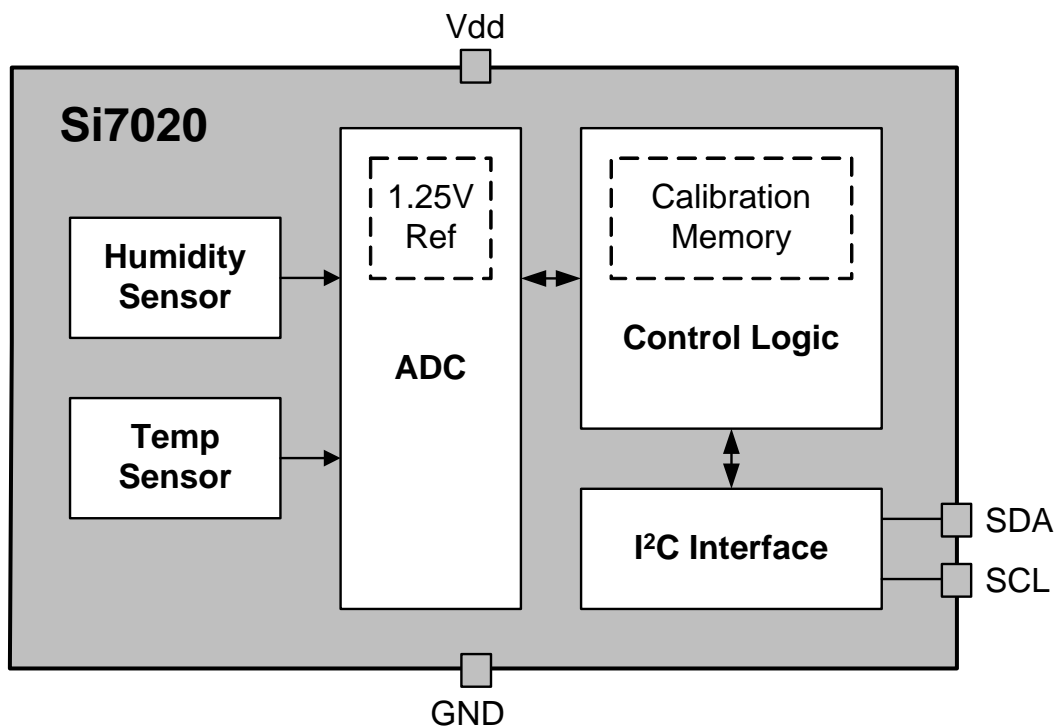 Vdd
Si7020
1.25V
Ref
Calibration
Memory
Humidity
Sensor
Control Logic
ADC
Temp
Sensor
I²C Interface
SDA
SCL
GND